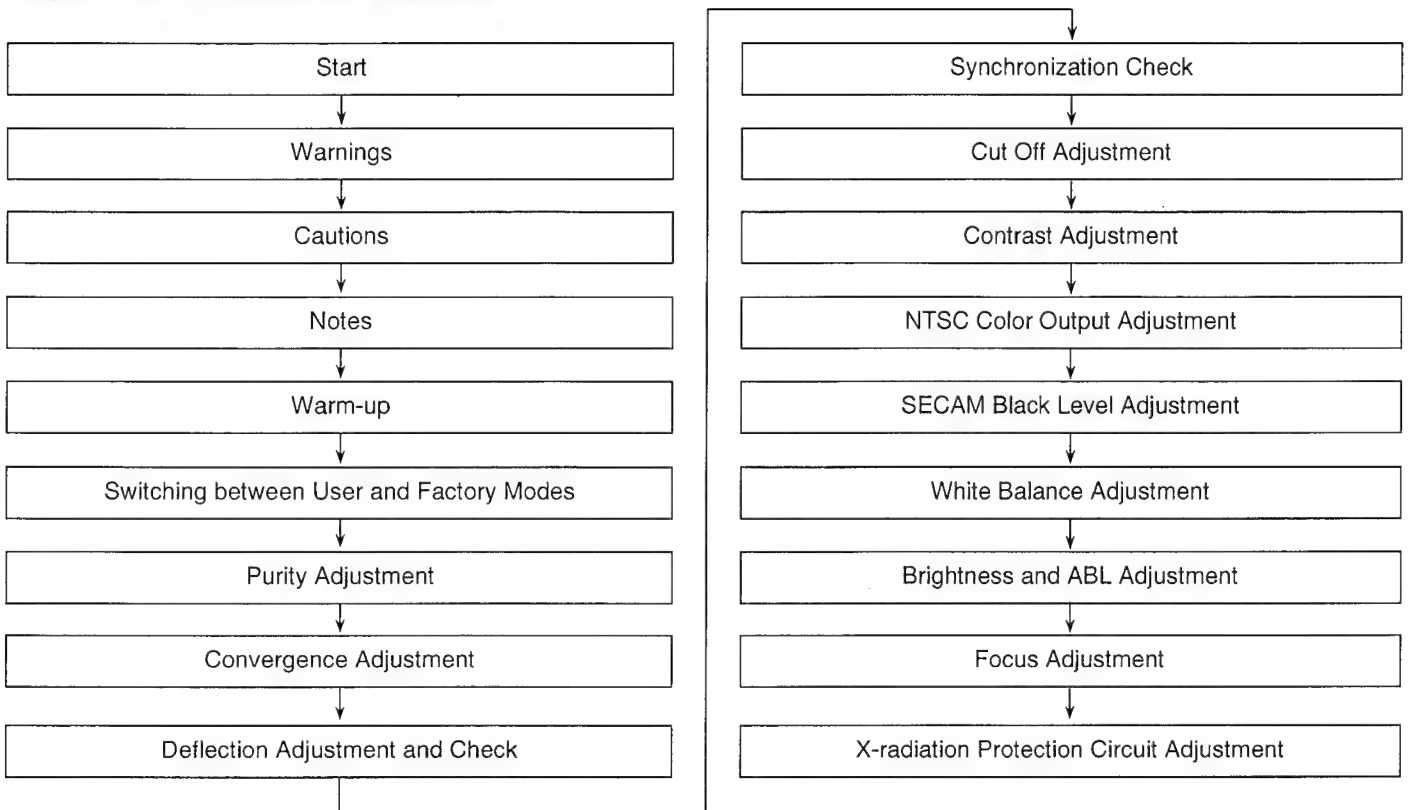 Start
Warnings
Cautions
Notes
Warm-up
Switching between User and Factory Modes
Purity Adjustment
Convergence Adjustment
Deflection Adjustment and Check
Synchronization Check
Cut Off Adjustment
Contrast Adjustment
NTSC Color Output Adjustment
SECAM Black Level Adjustment
White Balance Adjustment
Brightness and ABL Adjustment
Focus Adjustment
X-radiation Protection Circuit Adjustment